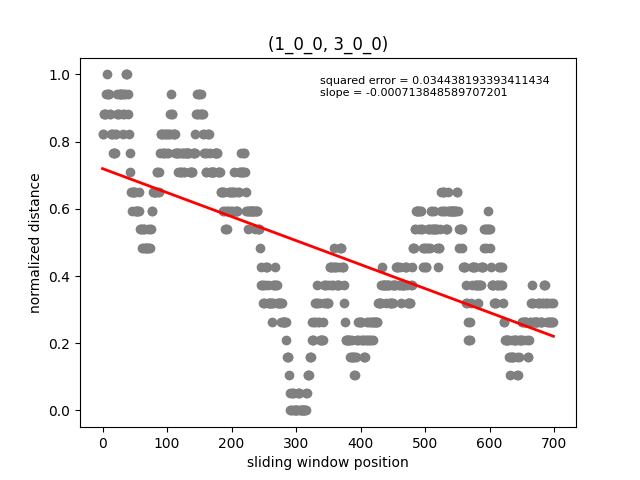 (1_0_0, 3_0_0)
squared error = 0.034438193393411434
slope = -0.000713848589707201
normalized distance
1.0
0.8
0.6
0.4
0.2
0.0
0 100 200 300 400 500 600 700
sliding window position